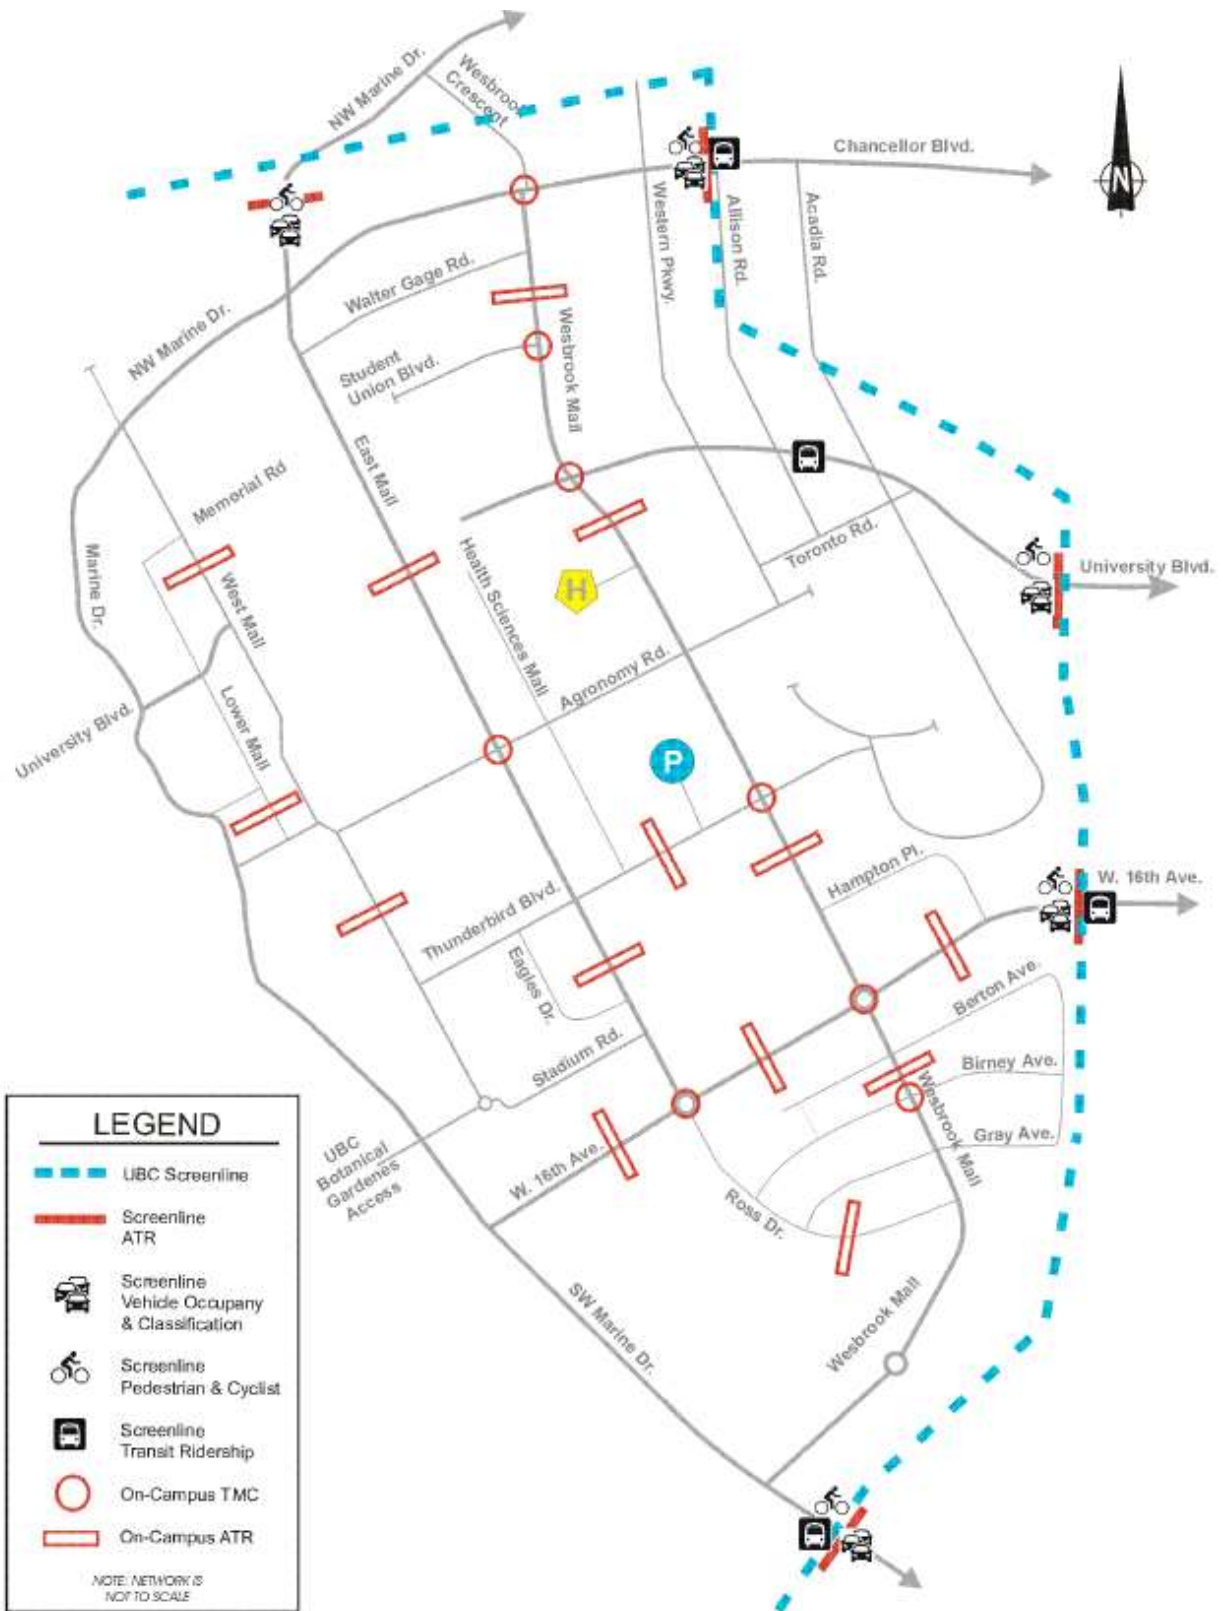 NW Marine Dr.
Wesbrook
Crescent
Chancellor Blvd.
N
Western Pkwy.
Allison Rd.
Acadia Rd.
Walter Gage Rd.
NW Marine Dr.
Student
Union Blvd.
Wesbrook Mall
East Mall
Memorial Rd
Marine Dr.
West Mall
Health Sciences Mall
H
Toronto Rd.
University Blvd.
Agronomy Rd.
Lower Mall
University Blvd.
P
Hampton Pl.
W. 16th Ave.
Thunderbird Blvd.
Eagles Dr.
Berton Ave.
Stadium Rd.
Birney Ave.
Wesbrook Mall
Gray Ave.
UBC
Botanical
Gardenes
Access
W. 16th Ave.
Ross Dr.
SW Marine Dr.
Wesbrook Mall
LEGEND
UBC Screenline
Screenline
ATR
Screenline
Vehicle Occupany
& Classification
Screenline
Pedestrian & Cyclist
Screenline
Transit Ridership
On-Campus TMC
On-Campus ATR
NOTE: NETWORK IS
NOT TO SCALE